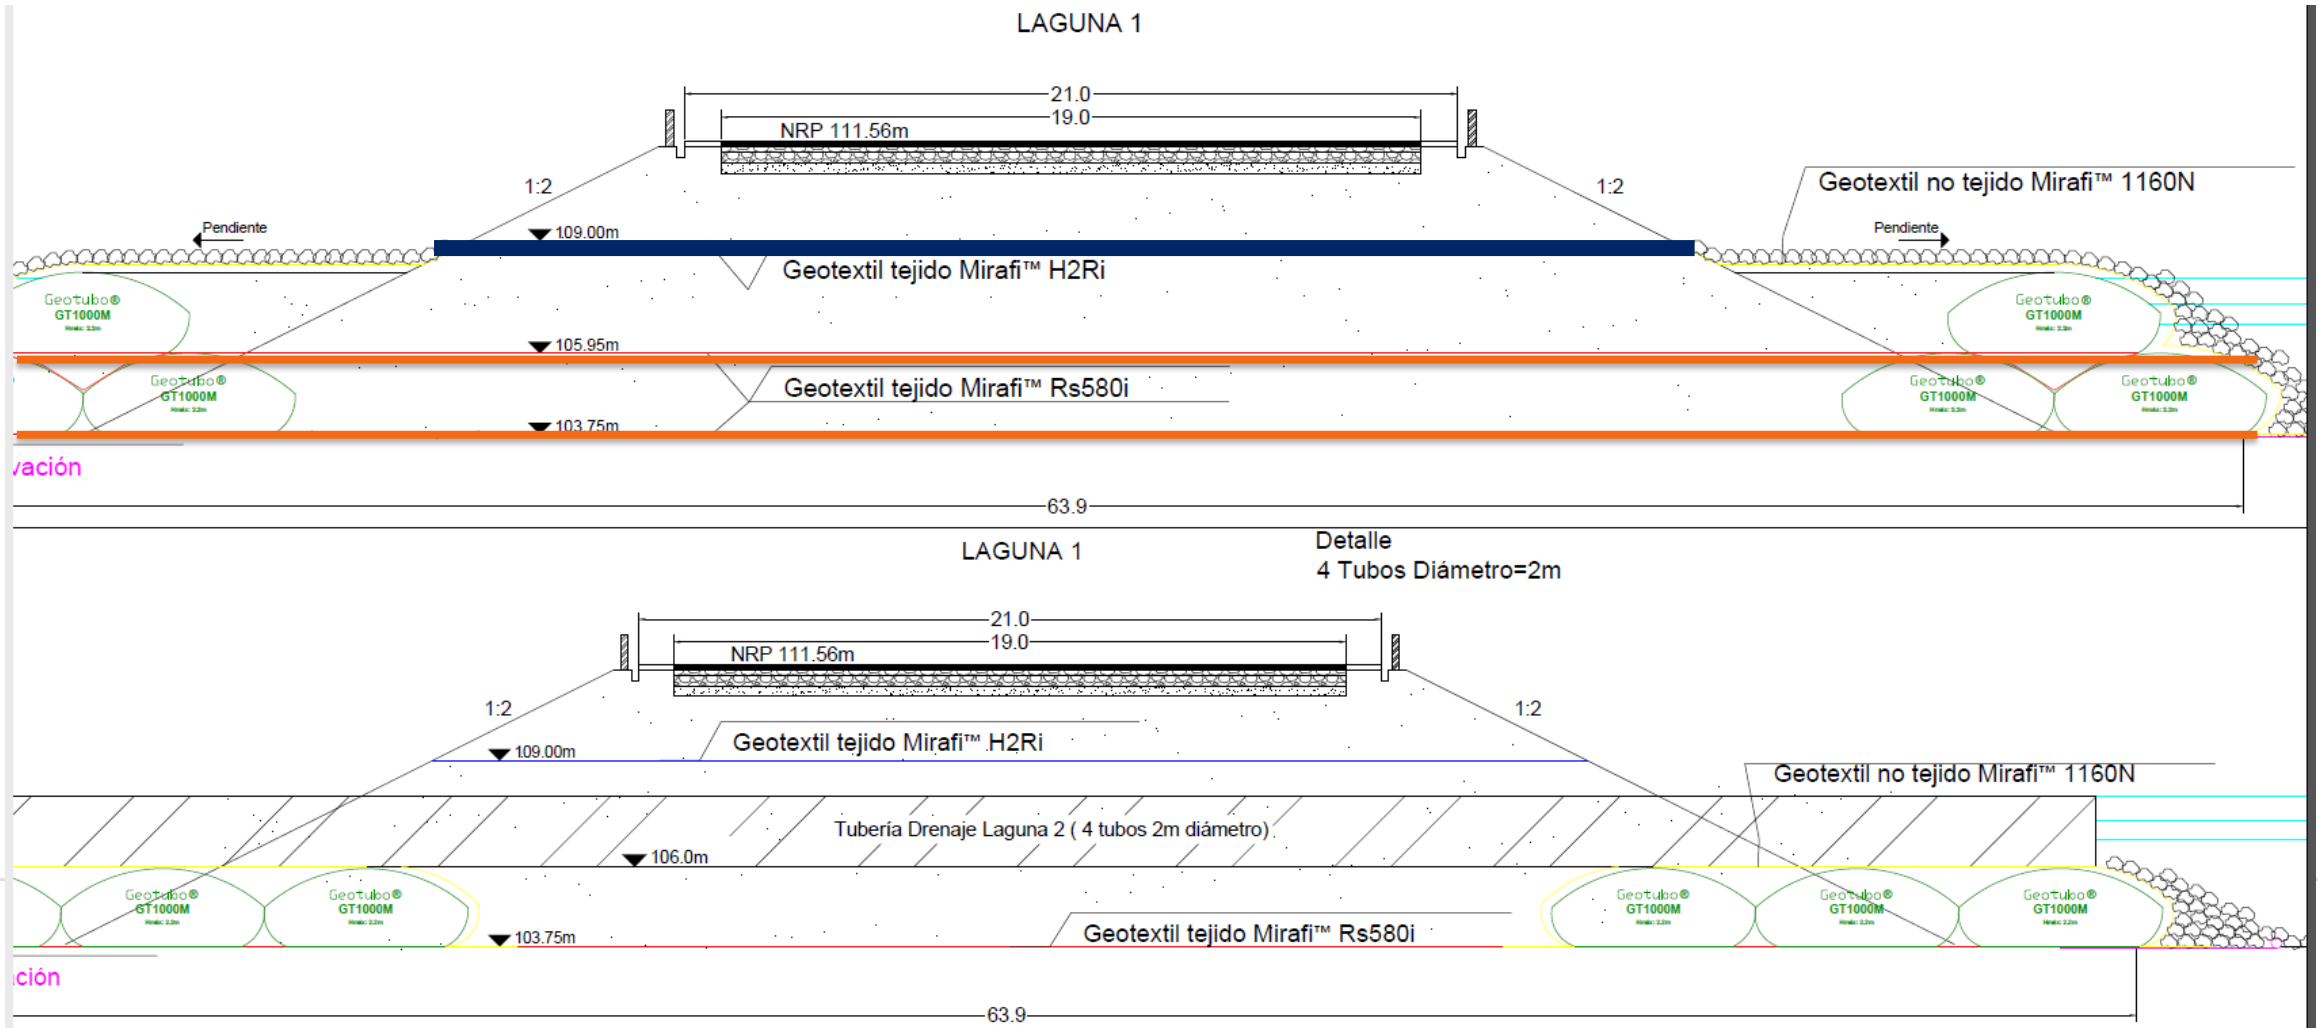 LAGUNA 1
21.0
19.0
NRP 111.56m
1:2
1:2
Geotextil no tejido Mirafi™ 1160N
Pendiente
109.00m
Pendiente
Geotextil tejido Mirafi™ H2Ri
Geotubo®
GT1000M
Geotubo®
GT1000M
105.95m
Geotubo®
GT1000M
Geotextil tejido Mirafi™ Rs580i
Geotubo®
GT1000M
Geotubo®
GT1000M
103.75m
vación
63.9
LAGUNA 1
Detalle
4 Tubos Diámetro=2m
21.0
19.0
NRP 111.56m
1:2
1:2
Geotextil tejido Mirafi™ H2Ri
109.00m
Geotextil no tejido Mirafi™ 1160N
Tubería Drenaje Laguna 2 ( 4 tubos 2m diámetro)
106.0m
Geotubo®
GT1000M
Geotubo®
GT1000M
Geotubo®
GT1000M
Geotubo®
GT1000M
Geotubo®
GT1000M
103.75m
Geotextil tejido Mirafi™ Rs580i
ción
63.9